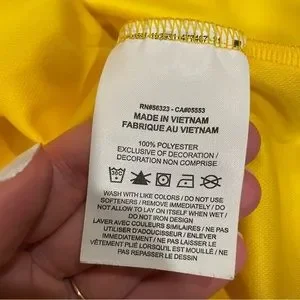 RN#56323 - CA#05553
MADE IN VIETNAM
FABRIQUE AU VIETNAM
100% POLYESTER
EXCLUSIVE OF DECORATION /
DECORATION NON COMPRISE
WASH WITH LIKE COLORS / DO NOT USE
SOFTENERS / REMOVE IMMEDIATELY / DO
NOT ALLOW TO LAY ON ITSELF WHEN WET /
DO NOT IRON DESIGN
LAVER AVEC COULEURS SIMILAIRES / NE PAS
UTILISER D'ADOUCISSEUR / ENLEVER
IMMÉDIATEMENT / NE PAS LAISSER LE
VÊTEMENT PLIÉ LORSQU'IL EST MOUILLÉ / NE
PAS REPASSER LE DESSIN